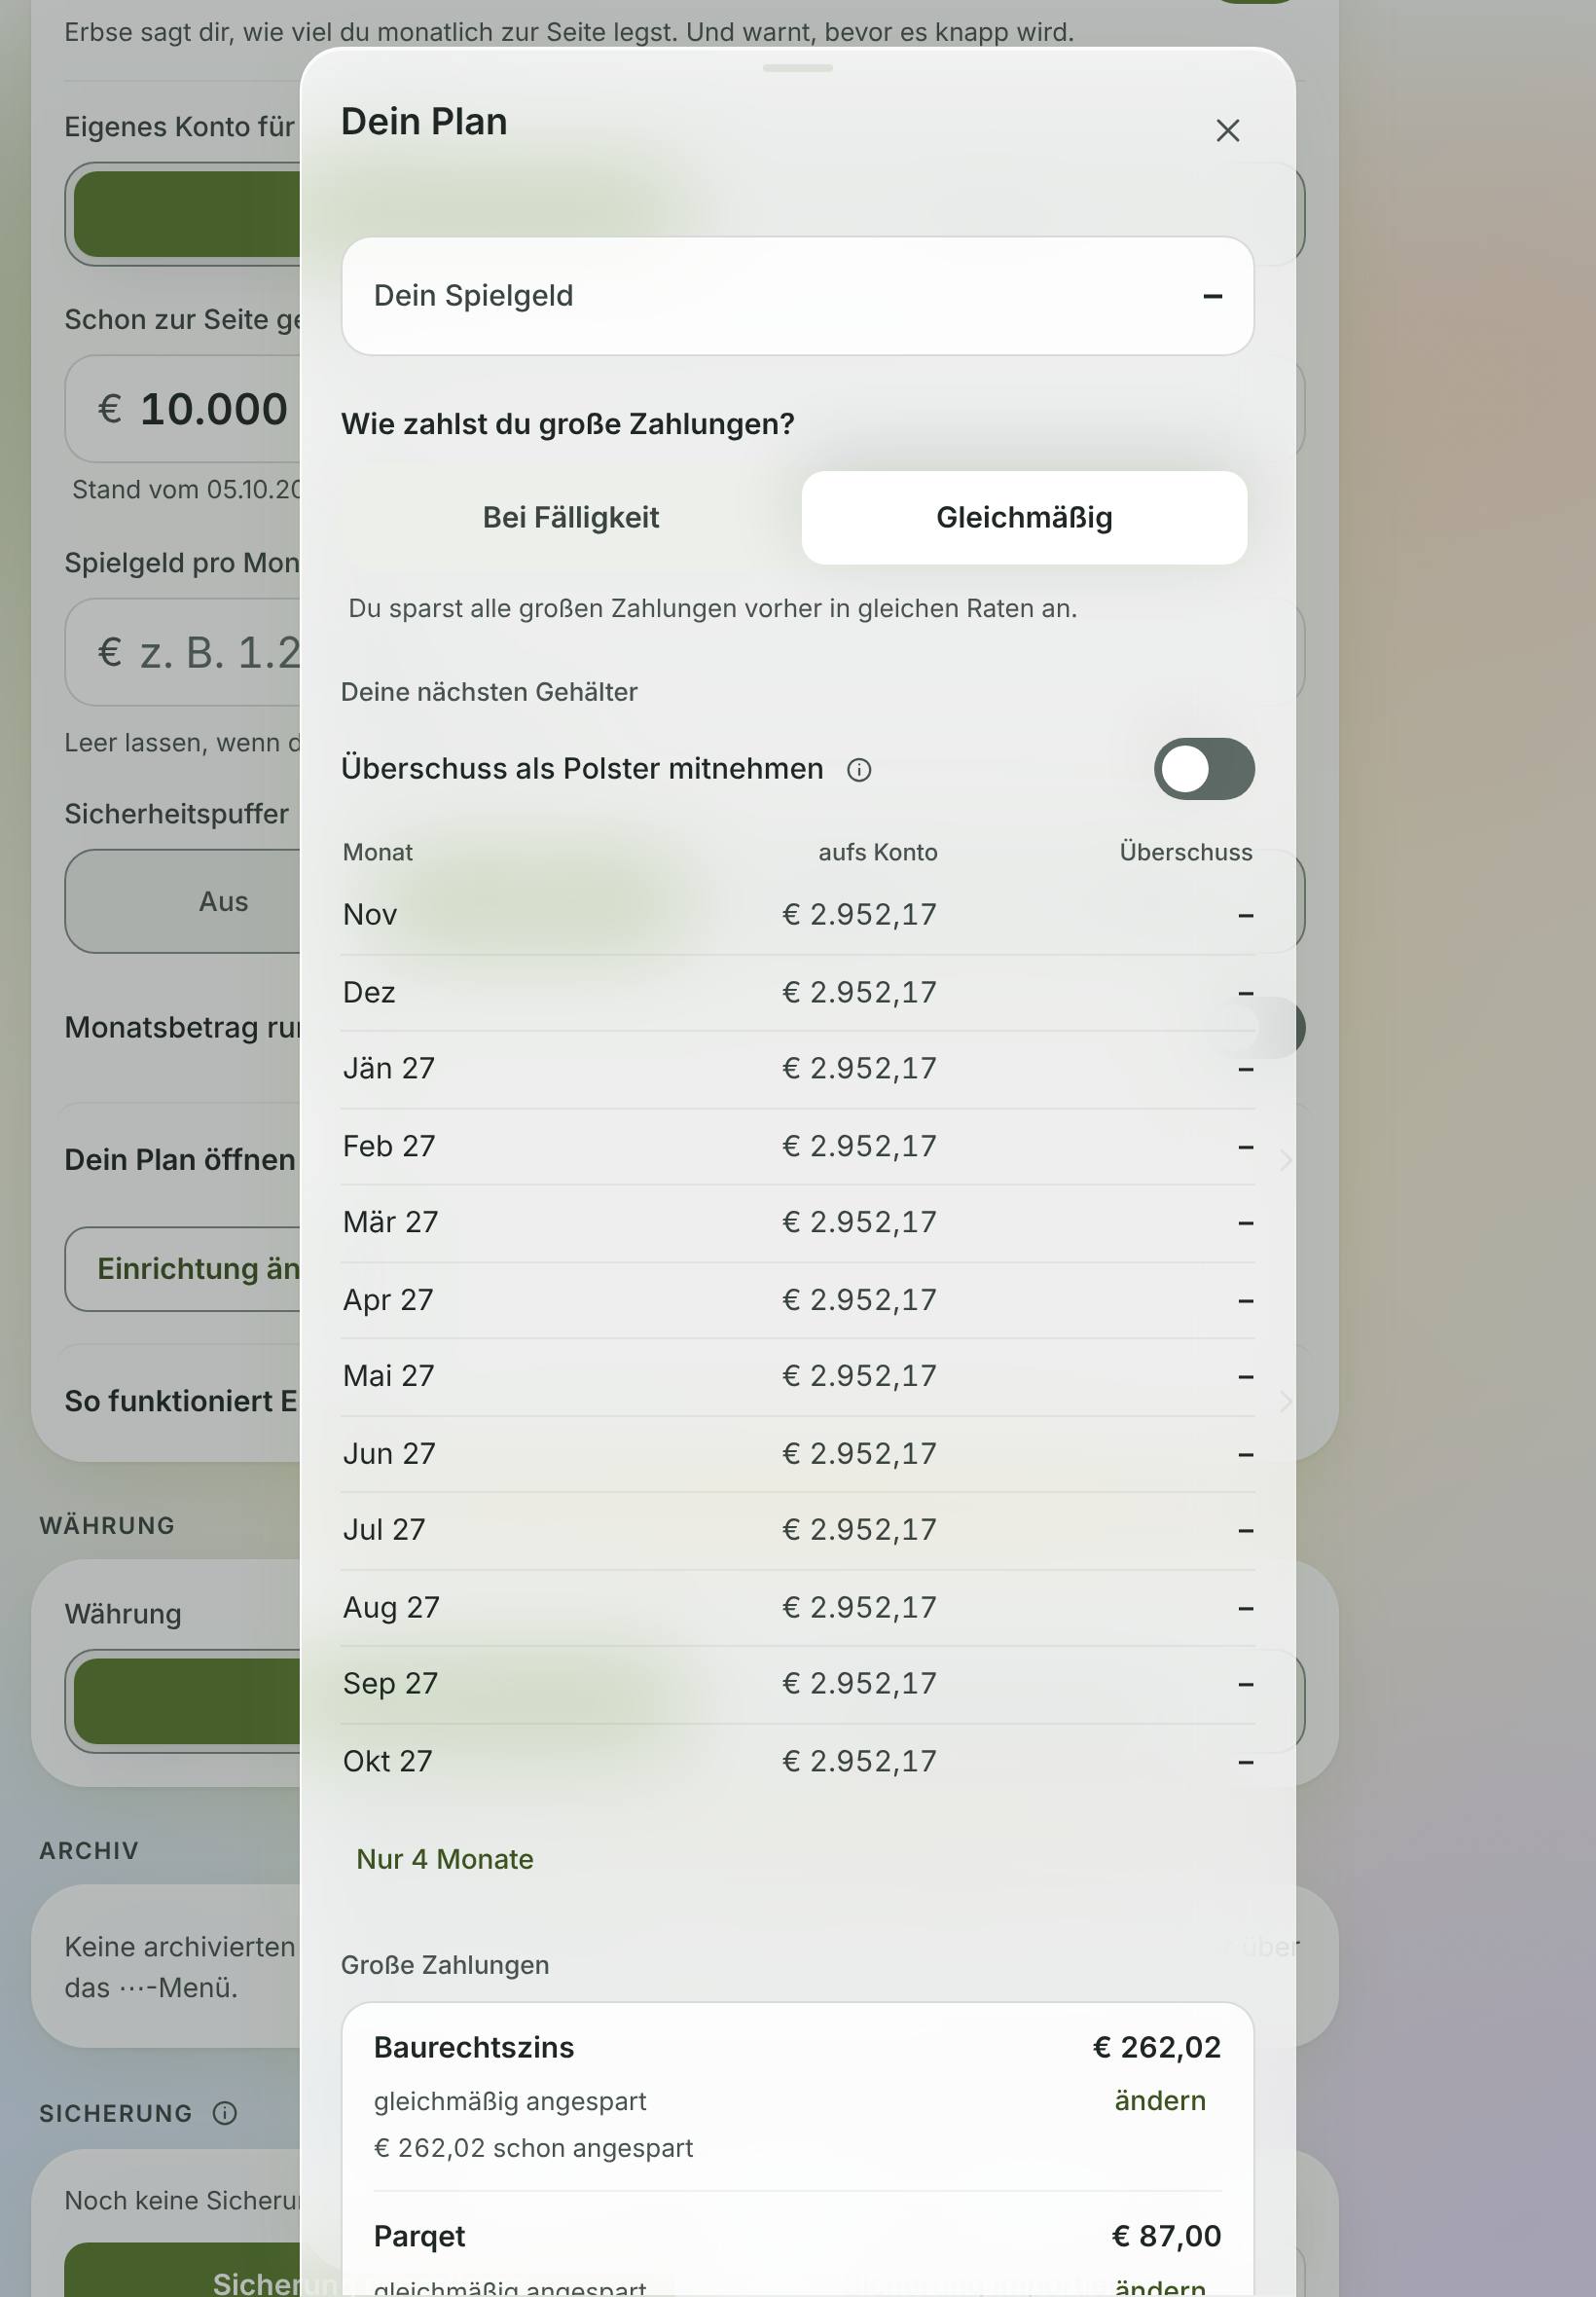 Erbse sagt dir, wie viel du monatlich zur Seite legst. Und warnt, bevor es knapp wird.
Dein Plan
Eigenes Konto für
Dein Spielgeld –
Schon zur Seite ge
€ 10.000
Wie zahlst du große Zahlungen?
Stand vom 05.10.20
Bei Fälligkeit Gleichmäßig
Spielgeld pro Mon
Du sparst alle großen Zahlungen vorher in gleichen Raten an.
€ z. B. 1.2
Deine nächsten Gehälter
Leer lassen, wenn d
Überschuss als Polster mitnehmen
Sicherheitspuffer
Monat aufs Konto Überschuss
Aus
Nov € 2.952,17 –
Dez € 2.952,17 –
Monatsbetrag ru
Jän 27 € 2.952,17 –
Feb 27 € 2.952,17 –
Dein Plan öffnen
Mär 27 € 2.952,17 –
Einrichtung än
Apr 27 € 2.952,17 –
Mai 27 € 2.952,17 –
So funktioniert E
Jun 27 € 2.952,17 –
WÄHRUNG
Jul 27 € 2.952,17 –
Währung
Aug 27 € 2.952,17 –
Sep 27 € 2.952,17 –
Okt 27 € 2.952,17 –
ARCHIV
Nur 4 Monate
Keine archivierten über
das ···-Menü.
Große Zahlungen
Baurechtszins € 262,02
gleichmäßig angespart ändern
SICHERUNG
€ 262,02 schon angespart
Noch keine Sicheru
Parqet € 87,00
Sicherun
gleichmäßig angespart ändern